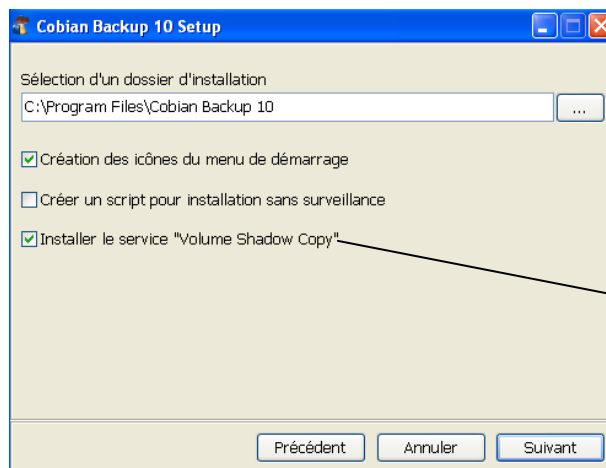 Cobian Backup 10 Setup
Sélection d'un dossier d'installation
C:\Program Files\Cobian Backup 10
...
Création des icônes du menu de démarrage
Créer un script pour installation sans surveillance
Installer le service "Volume Shadow Copy"
Précédent Annuler Suivant